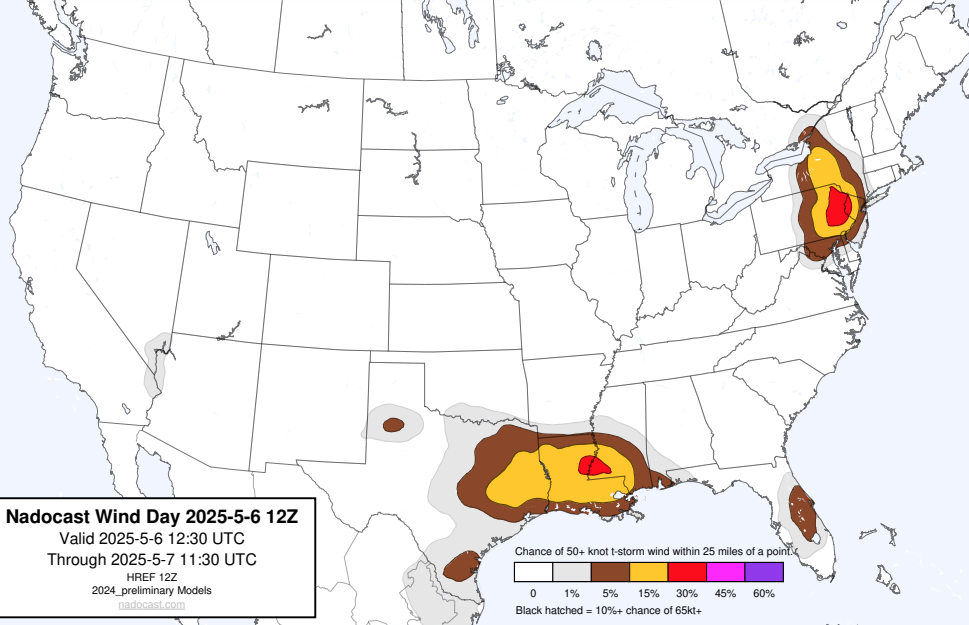 Nadocast Wind Day 2025-5-6 12Z
Valid 2025-5-6 12:30 UTC
Through 2025-5-7 11:30 UTC
HREF 12Z
2024_preliminary Models
nadocast.com
Chance of 50+ knot t-storm wind within 25 miles of a point.
0 1% 5% 15% 30% 45% 60%
Black hatched = 10%+ chance of 65kt+